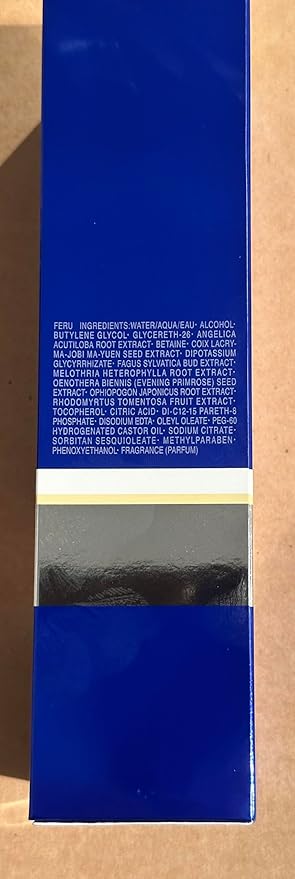 FERU INGREDIENTS:WATER/AQUA/EAU· ALCOHOL·
BUTYLENE GLYCOL· GLYCERETH-26· ANGELICA
ACUTILOBA ROOT EXTRACT· BETAINE· COIX LACRY-
MA-JOBI MA-YUEN SEED EXTRACT· DIPOTASSIUM
GLYCYRRHIZATE· FAGUS SYLVATICA BUD EXTRACT·
MELOTHRIA HETEROPHYLLA ROOT EXTRACT·
OENOTHERA BIENNIS (EVENING PRIMROSE) SEED
EXTRACT· OPHIOPOGON JAPONICUS ROOT EXTRACT·
RHODOMYRTUS TOMENTOSA FRUIT EXTRACT·
TOCOPHEROL· CITRIC ACID· DI-C12-15 PARETH-8
PHOSPHATE· DISODIUM EDTA· OLEYL OLEATE· PEG-60
HYDROGENATED CASTOR OIL· SODIUM CITRATE·
SORBITAN SESQUIOLEATE· METHYLPARABEN·
PHENOXYETHANOL· FRAGRANCE (PARFUM)